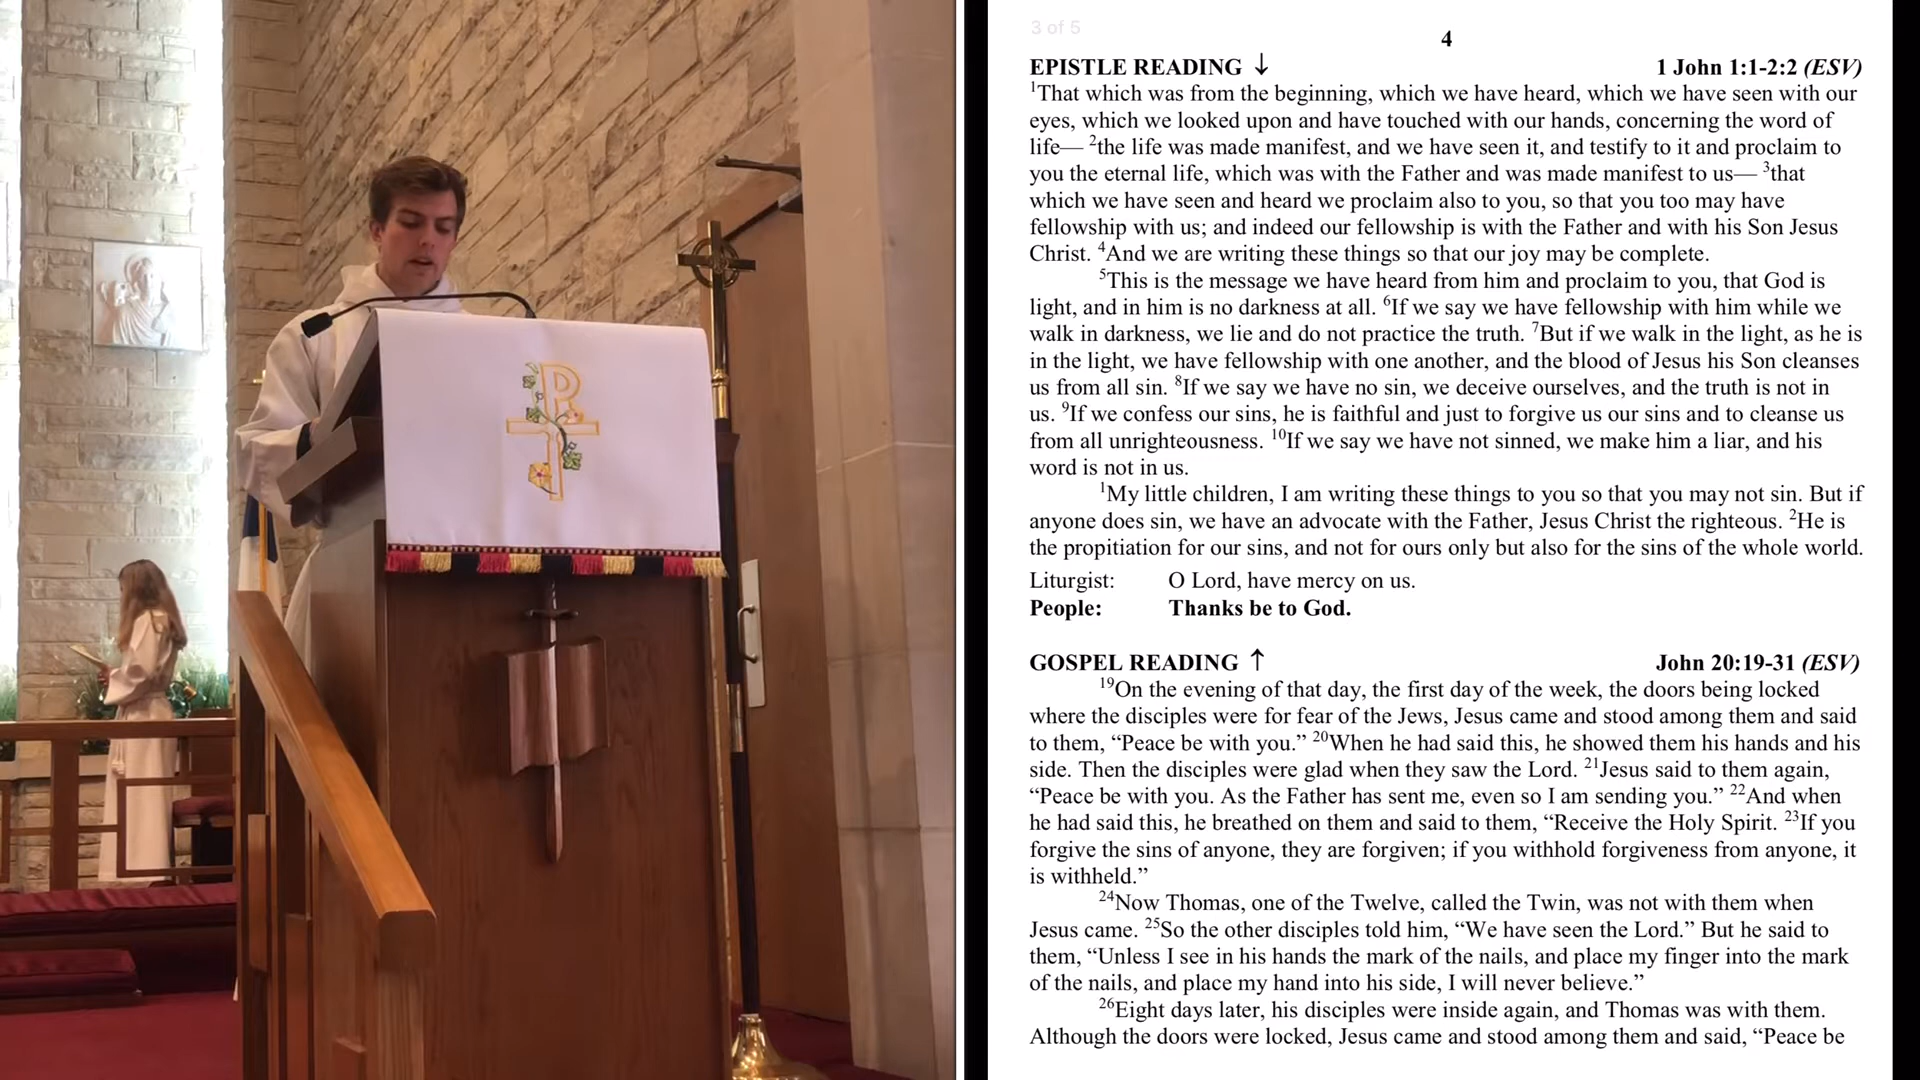 3 of 5
4
EPISTLE READING ↓ 1 John 1:1-2:2 (ESV)
1That which was from the beginning, which we have heard, which we have seen with our
eyes, which we looked upon and have touched with our hands, concerning the word of
life— 2the life was made manifest, and we have seen it, and testify to it and proclaim to
you the eternal life, which was with the Father and was made manifest to us— 3that
which we have seen and heard we proclaim also to you, so that you too may have
fellowship with us; and indeed our fellowship is with the Father and with his Son Jesus
Christ. 4And we are writing these things so that our joy may be complete.
5This is the message we have heard from him and proclaim to you, that God is
light, and in him is no darkness at all. 6If we say we have fellowship with him while we
walk in darkness, we lie and do not practice the truth. 7But if we walk in the light, as he is
in the light, we have fellowship with one another, and the blood of Jesus his Son cleanses
us from all sin. 8If we say we have no sin, we deceive ourselves, and the truth is not in
us. 9If we confess our sins, he is faithful and just to forgive us our sins and to cleanse us
from all unrighteousness. 10If we say we have not sinned, we make him a liar, and his
word is not in us.
1My little children, I am writing these things to you so that you may not sin. But if
anyone does sin, we have an advocate with the Father, Jesus Christ the righteous. 2He is
the propitiation for our sins, and not for ours only but also for the sins of the whole world.
Liturgist: O Lord, have mercy on us.
People: Thanks be to God.
GOSPEL READING ↑ John 20:19-31 (ESV)
19On the evening of that day, the first day of the week, the doors being locked
where the disciples were for fear of the Jews, Jesus came and stood among them and said
to them, “Peace be with you.” 20When he had said this, he showed them his hands and his
side. Then the disciples were glad when they saw the Lord. 21Jesus said to them again,
“Peace be with you. As the Father has sent me, even so I am sending you.” 22And when
he had said this, he breathed on them and said to them, “Receive the Holy Spirit. 23If you
forgive the sins of anyone, they are forgiven; if you withhold forgiveness from anyone, it
is withheld.”
24Now Thomas, one of the Twelve, called the Twin, was not with them when
Jesus came. 25So the other disciples told him, “We have seen the Lord.” But he said to
them, “Unless I see in his hands the mark of the nails, and place my finger into the mark
of the nails, and place my hand into his side, I will never believe.”
26Eight days later, his disciples were inside again, and Thomas was with them.
Although the doors were locked, Jesus came and stood among them and said, “Peace be